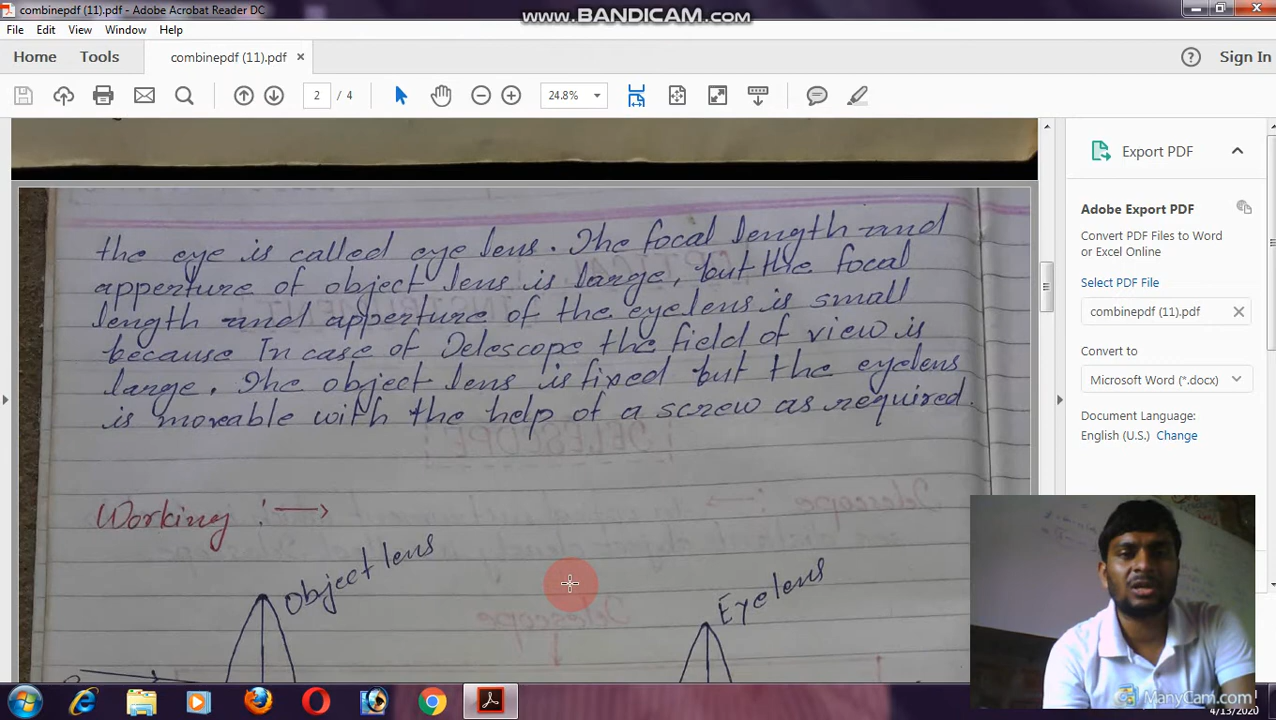 combinepdf (11).pdf - Adobe Acrobat Reader DC
www.BANDICAM.com
File Edit View Window Help
Home Tools combinepdf (11).pdf × Sign In
2 / 4 24.8%
the eye is called eye lens. The focal length and
apperture of object lens is large, but the focal
length and apperture of the eyelens is small
because In case of Telescope the field of view is
large. The object lens is fixed but the eyelens
is moveable with the help of a screw as required.
Working :→
Object lens
Eyelens
Export PDF
Adobe Export PDF
Convert PDF Files to Word
or Excel Online
Select PDF File
combinepdf (11).pdf
Convert to
Microsoft Word (*.docx)
Document Language:
English (U.S.) Change
ManyCam.com
4/13/2020